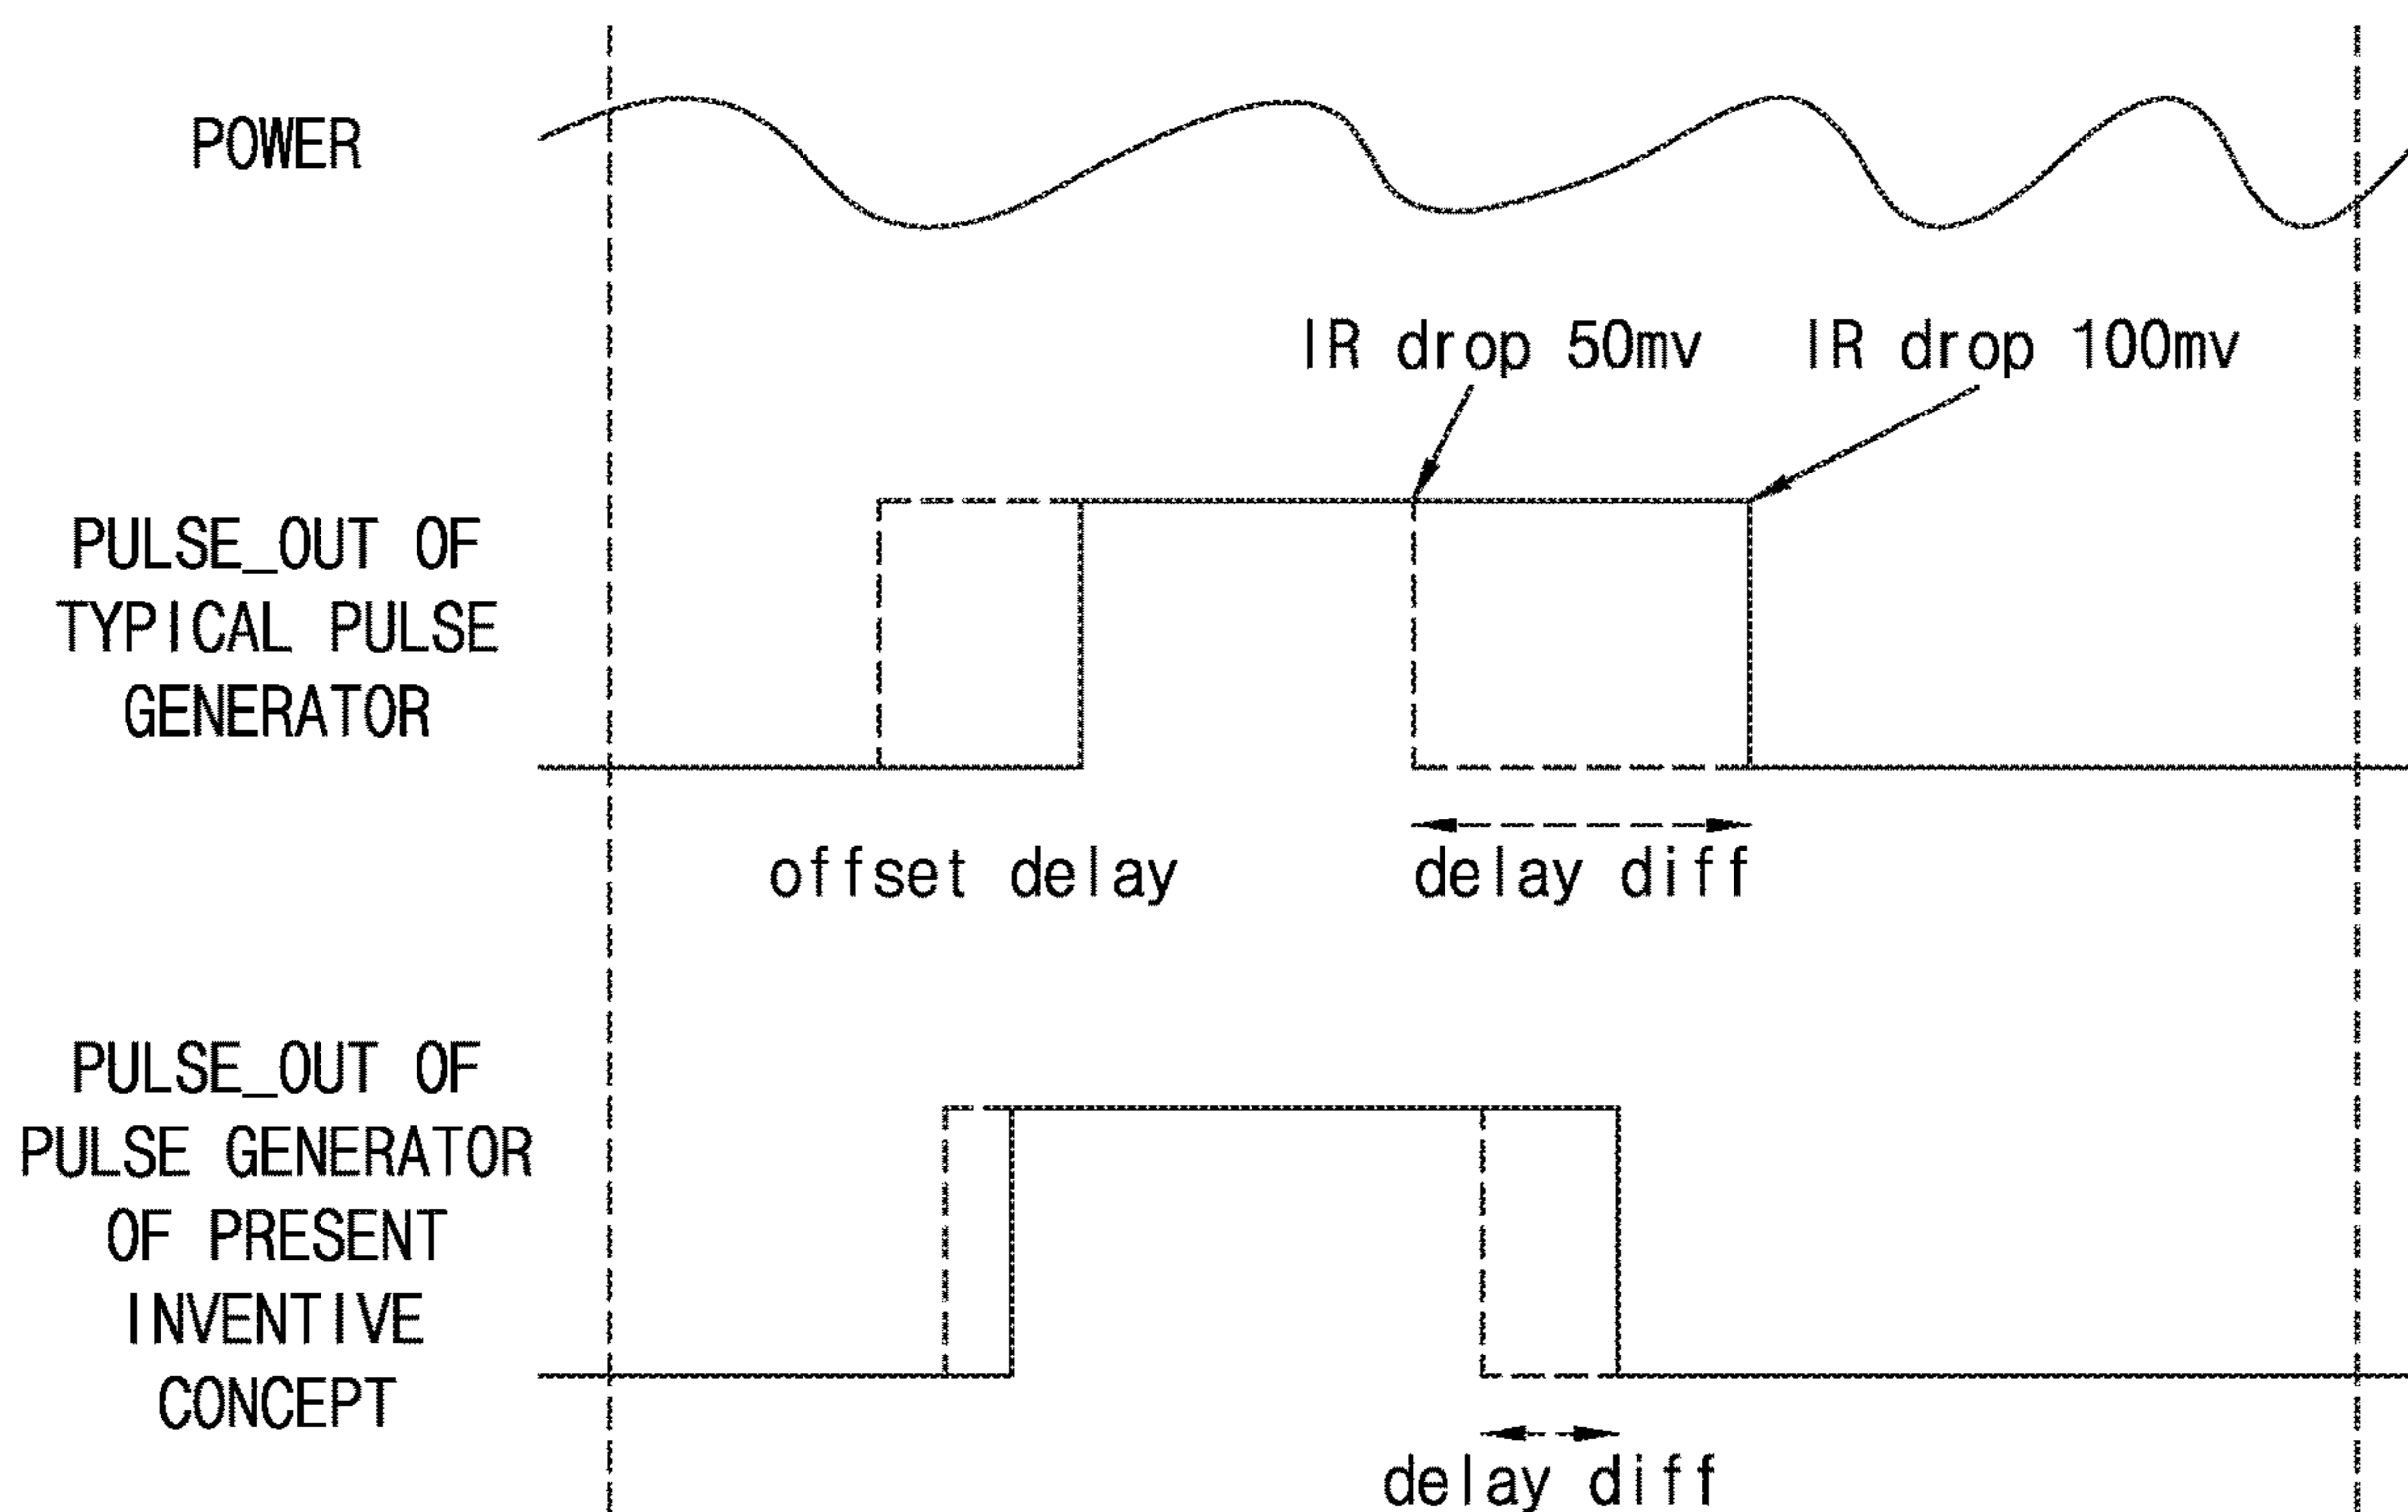 POWER
IR drop 50mv
IR drop 100mv
PULSE_OUT OF
TYPICAL PULSE
GENERATOR
offset delay
delay diff
PULSE_OUT OF
PULSE GENERATOR
OF PRESENT
INVENTIVE
CONCEPT
delay diff